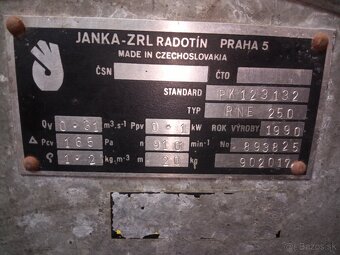 JANKA-ZRL RADOTÍN PRAHA 5
MADE IN CZECHOSLOVAKIA
ČSN ČTO
STANDARD PK123132
TYP RNE 250
Qv 0-31 m³.s⁻¹ Ppv 0-1 kW ROK VÝROBY 1990
Δ Pcv 165 Pa n 910 min⁻¹ No 893825
ρ 1-2 kg.m⁻³ m 20 kg 902017
Bazos.sk